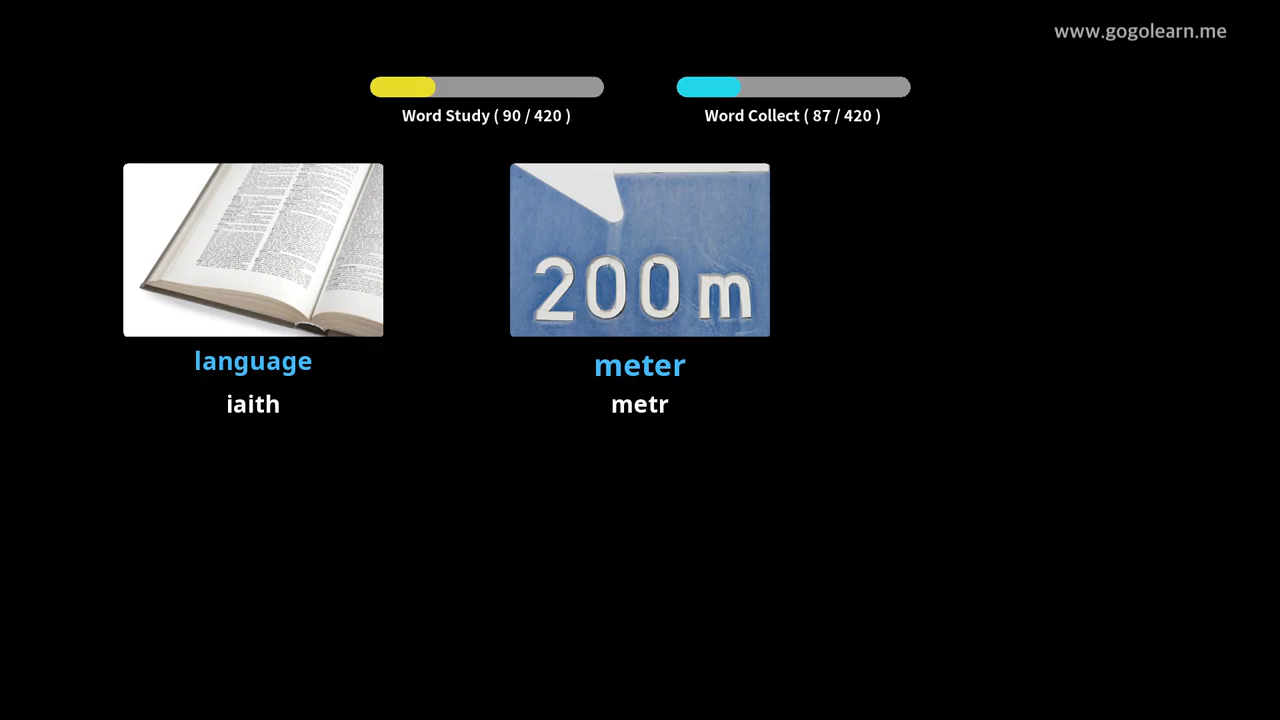 www.gogolearn.me
Word Study ( 90 / 420 )
Word Collect ( 87 / 420 )
200 m
language
iaith
meter
metr